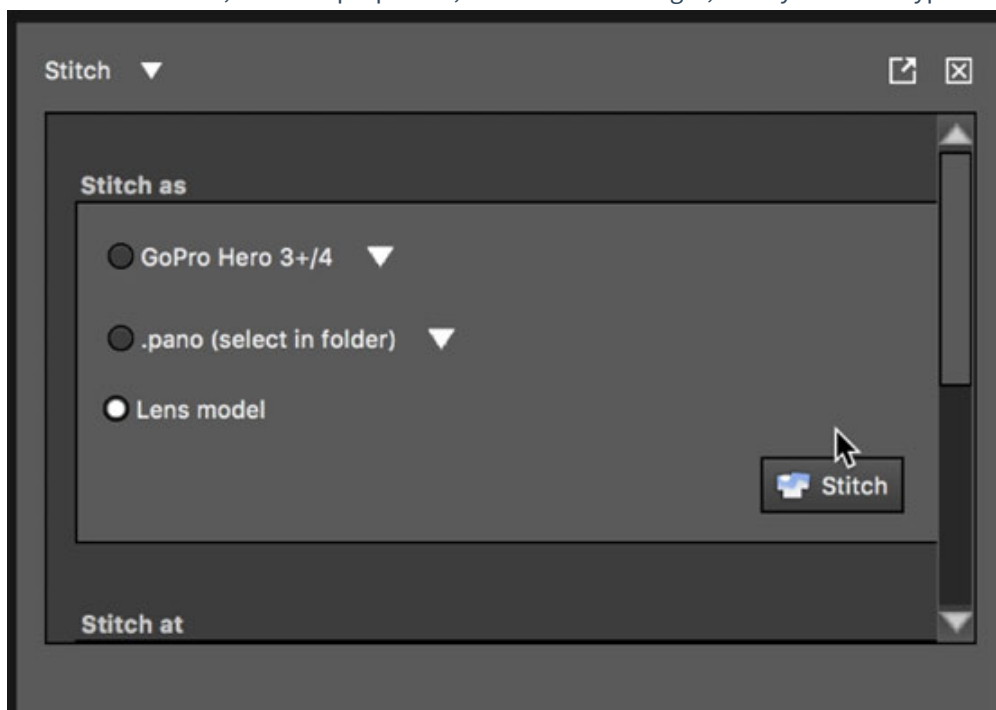 Stitch
Stitch as
GoPro Hero 3+/4
.pano (select in folder)
Lens model
Stitch
Stitch at